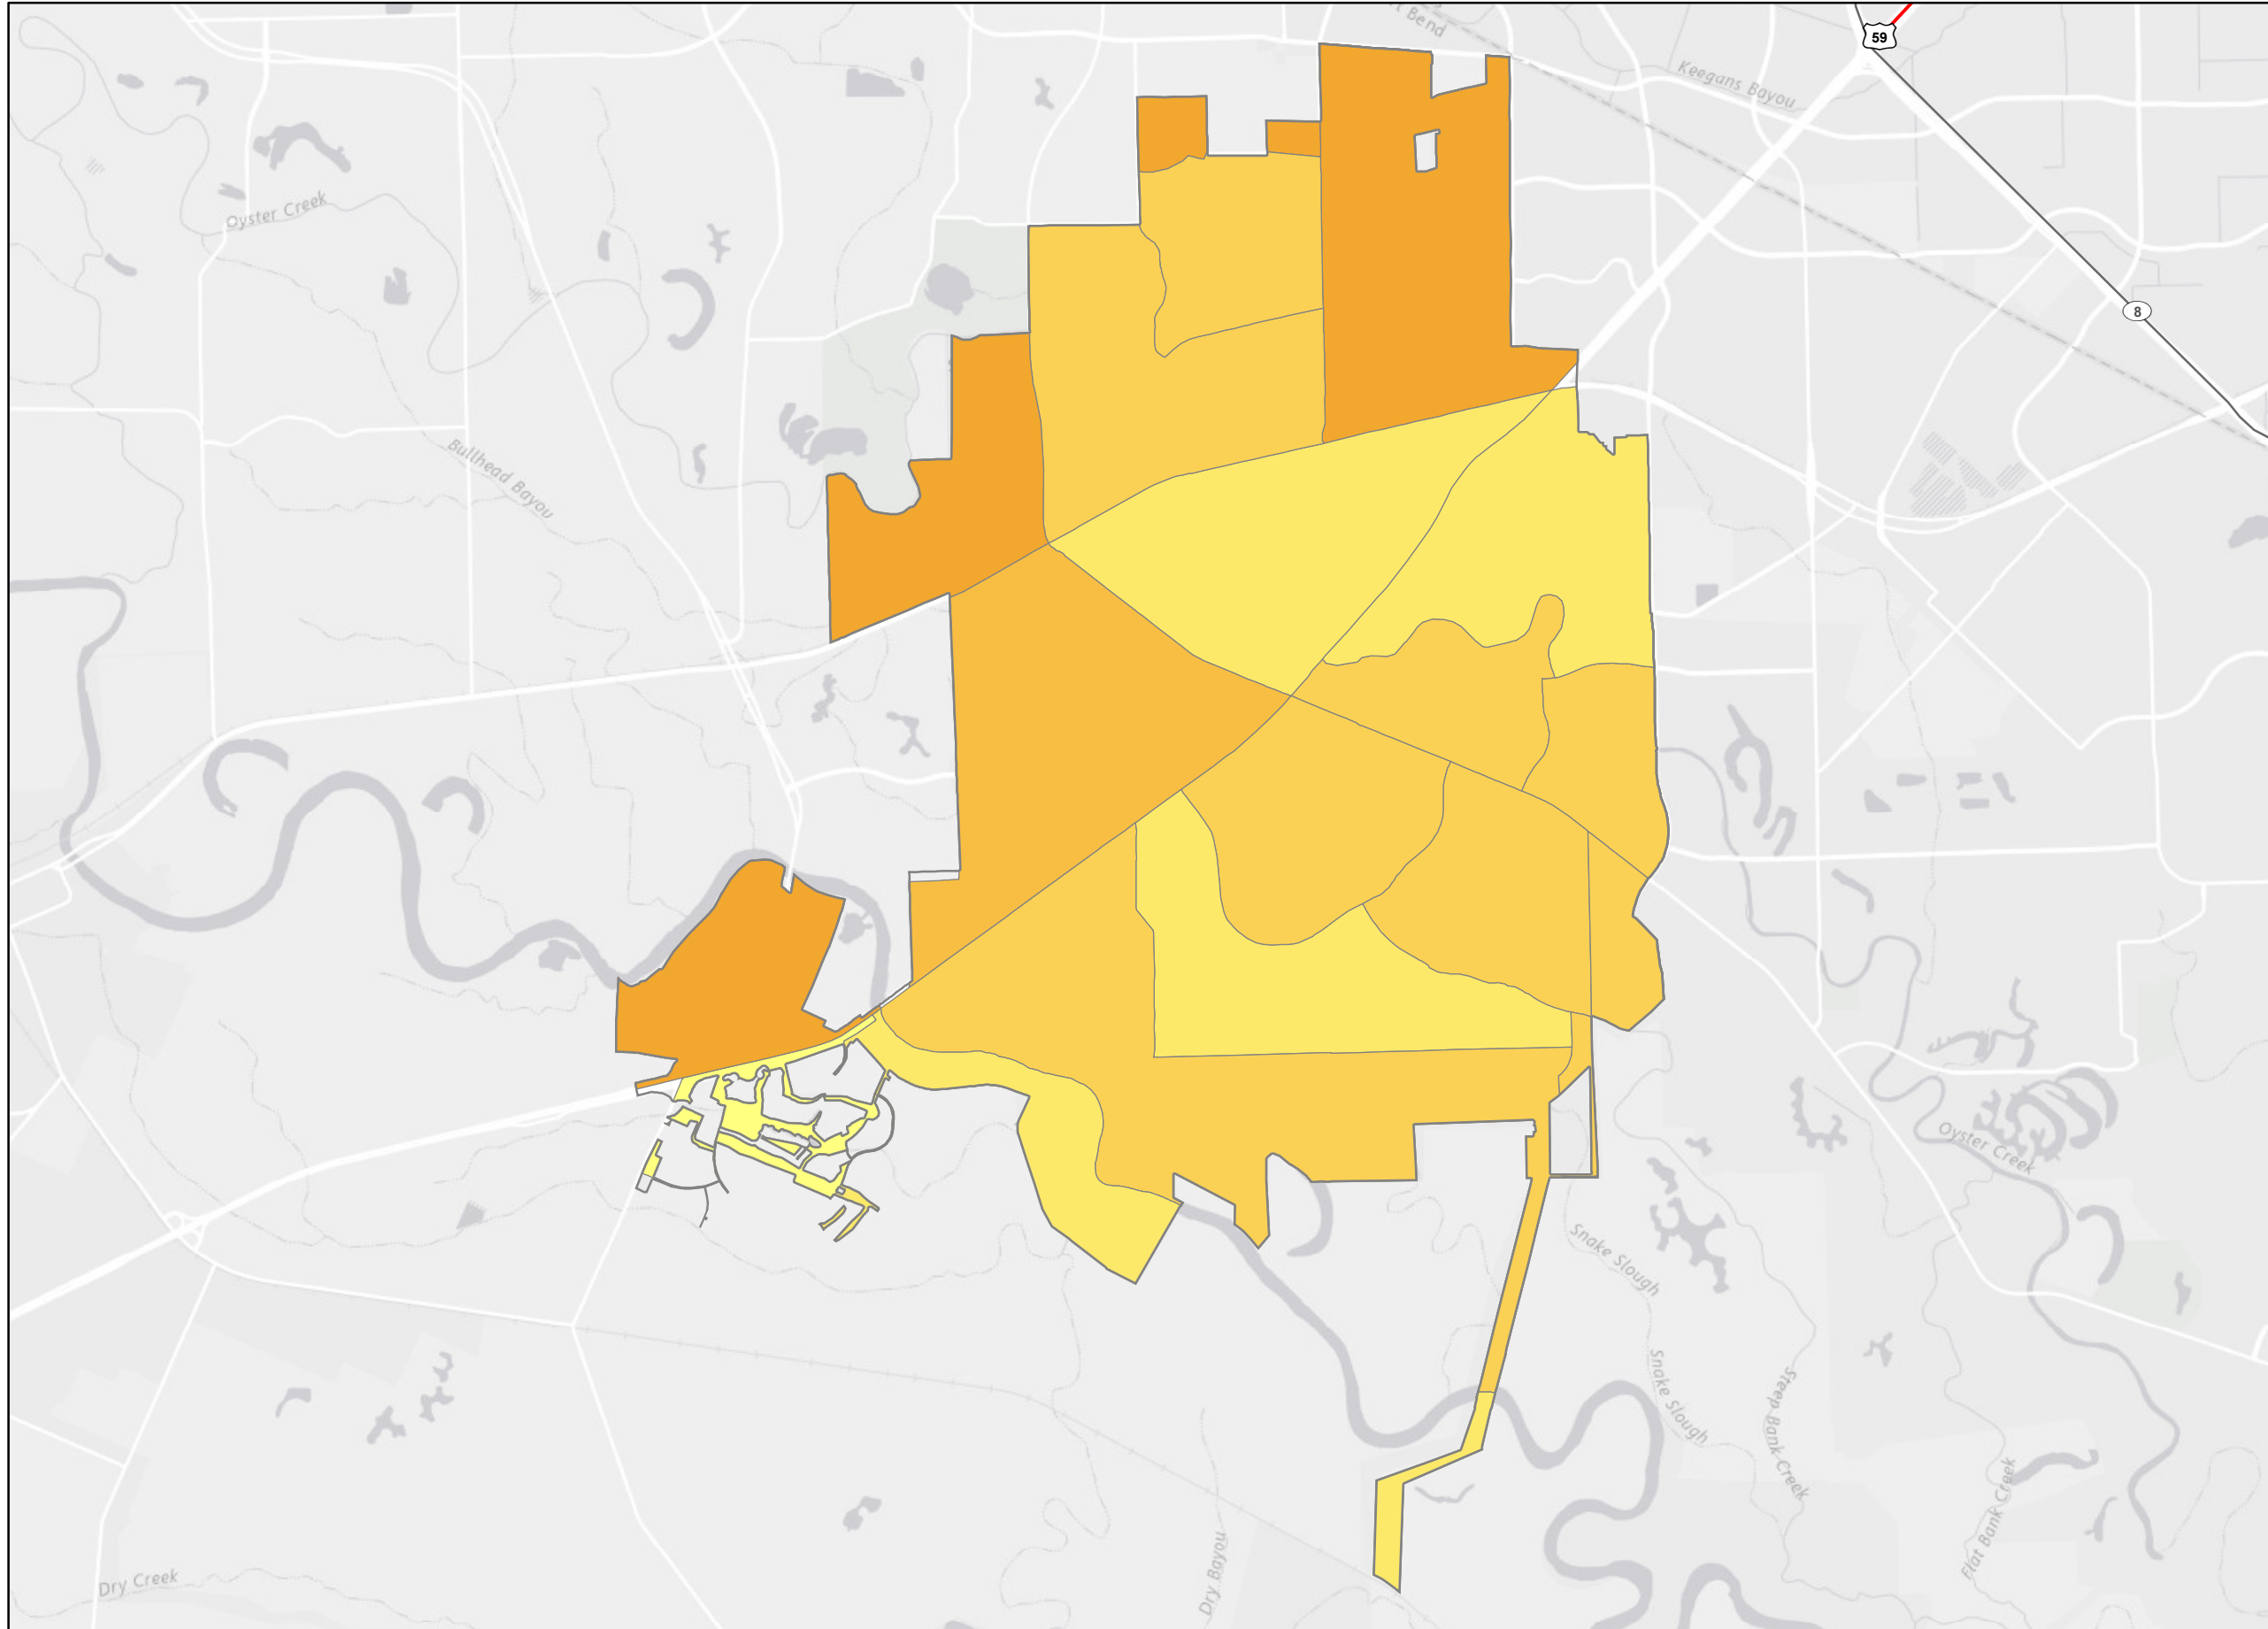 t Bend
59
Keegans Bayou
Oyster Creek
8
Bullhead Bayou
Oyster Creek
Snake Slough
Snake Slough
Steep Bank Creek
Flat Bank Creek
Dry Bayou
Dry Creek